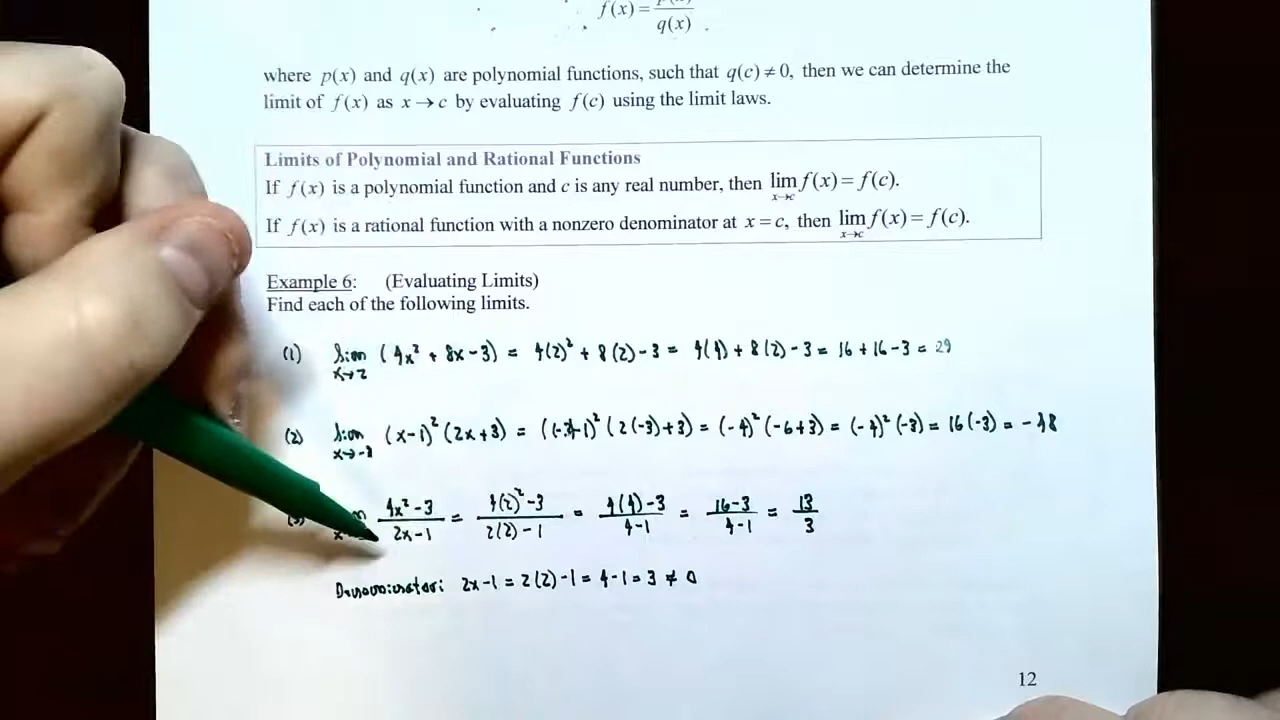 f(x) = p(x)/q(x) .
where p(x) and q(x) are polynomial functions, such that q(c) ≠ 0, then we can determine the
limit of f(x) as x → c by evaluating f(c) using the limit laws.
Limits of Polynomial and Rational Functions
If f(x) is a polynomial function and c is any real number, then lim x→c f(x) = f(c).
If f(x) is a rational function with a nonzero denominator at x = c, then lim x→c f(x) = f(c).
Example 6: (Evaluating Limits)
Find each of the following limits.
(1) lim x→2 (4x² + 8x - 3) = 4(2)² + 8(2) - 3 = 4(4) + 8(2) - 3 = 16 + 16 - 3 = 29
(2) lim x→-3 (x-1)² (2x+3) = (-3-1)² (2(-3)+3) = (-4)² (-6+3) = (-4)² (-3) = 16(-3) = -48
(3) (4x² - 3)/(2x - 1) = (4(2)² - 3)/(2(2) - 1) = (4(4) - 3)/(4 - 1) = (16 - 3)/(4 - 1) = 13/3
Denominator: 2x - 1 = 2(2) - 1 = 4 - 1 = 3 ≠ 0
12